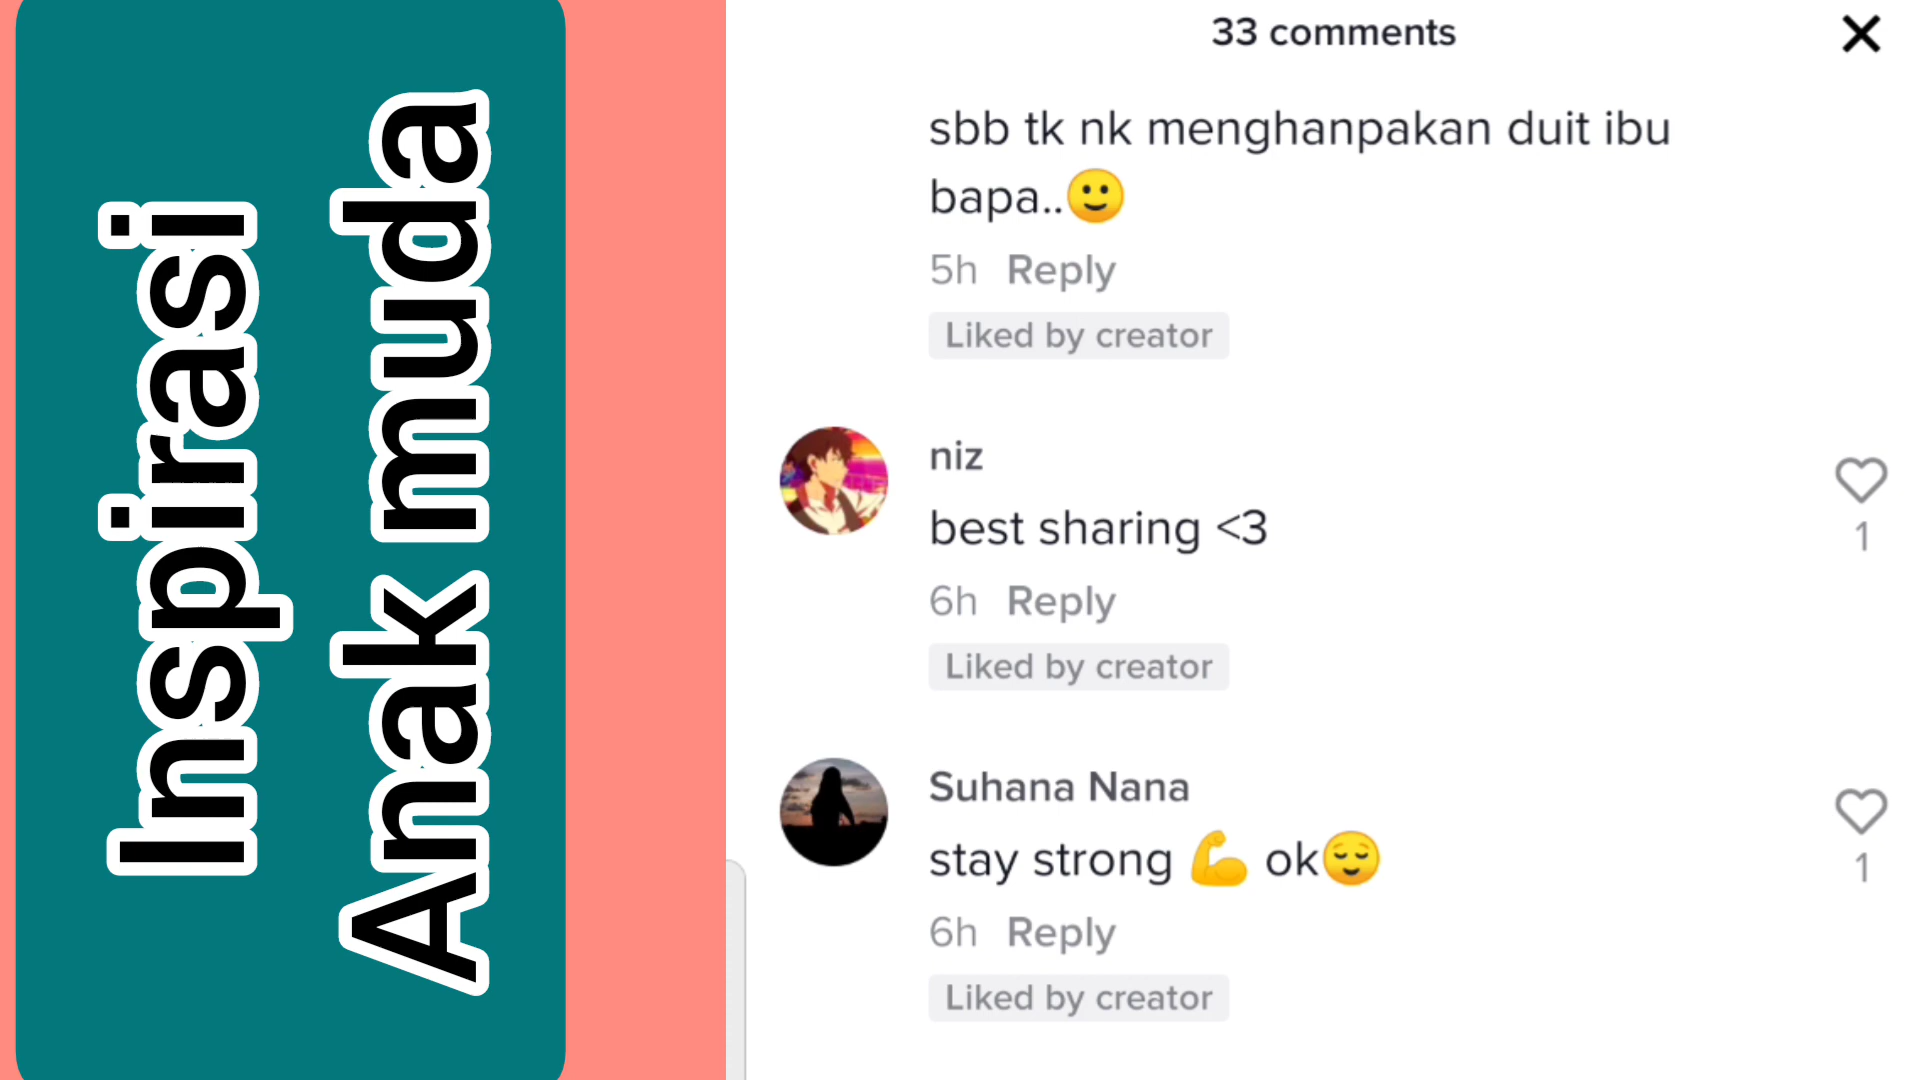 Inspirasi
Anak muda
33 comments
sbb tk nk menghanpakan duit ibu
bapa..🙂
5h Reply
Liked by creator
niz
best sharing <3
1
6h Reply
Liked by creator
Suhana Nana
stay strong 💪 ok😌
1
6h Reply
Liked by creator